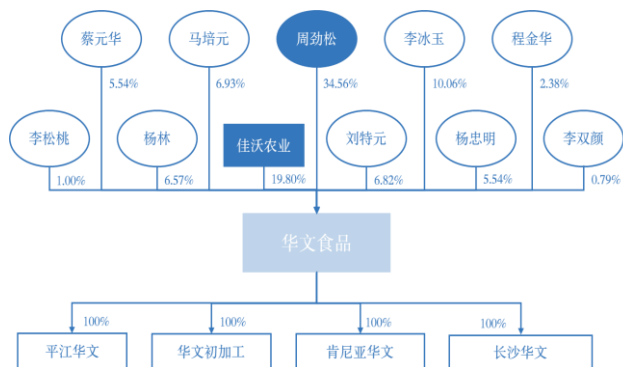 蔡元华
马培元
周劲松
李冰玉
程金华
5.54%
6.93%
34.56%
10.06%
2.38%
李松桃
杨林
佳沃农业
刘特元
杨忠明
李双颜
1.00%
6.57%
19.80%
6.82%
5.54%
0.79%
华文食品
100%
100%
100%
100%
平江华文
华文初加工
肯尼亚华文
长沙华文